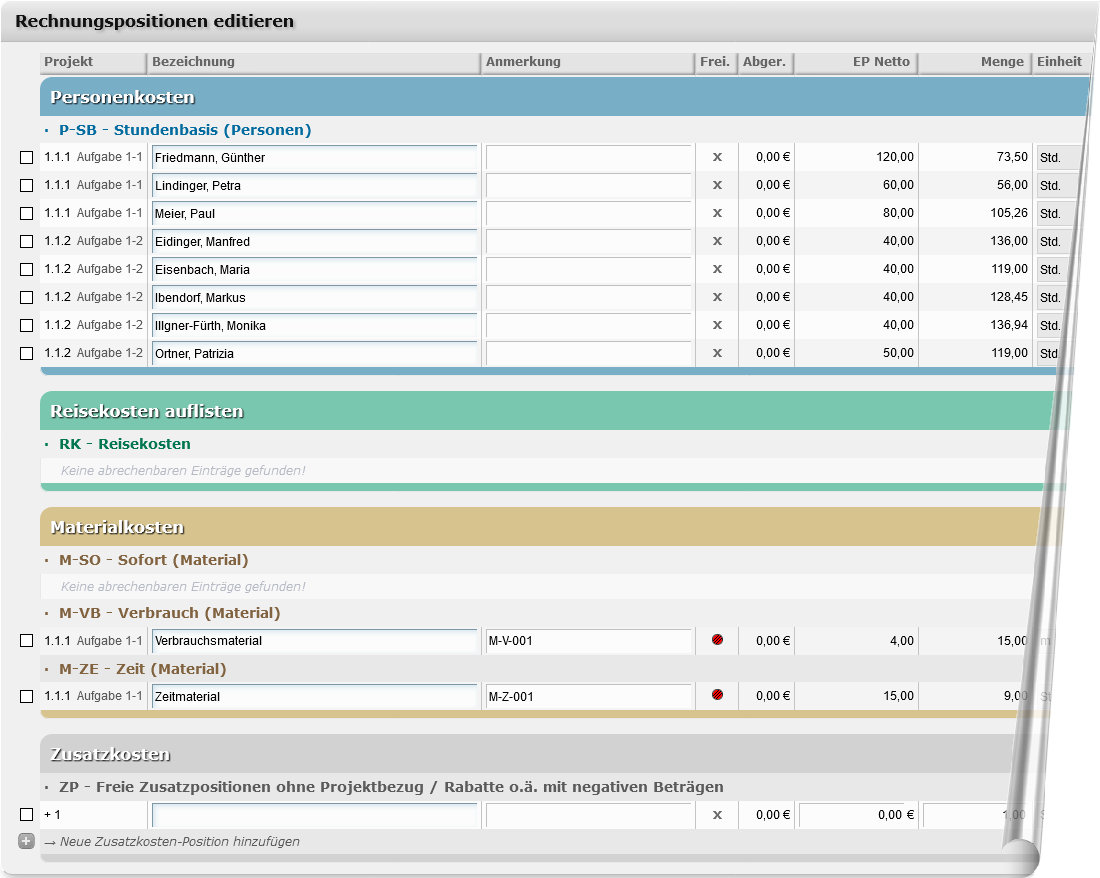 Rechnungspositionen editieren
Projekt Bezeichnung Anmerkung Frei. Abger. EP Netto Menge Einheit
Personenkosten
· P-SB - Stundenbasis (Personen)
1.1.1 Aufgabe 1-1 Friedmann, Günther x 0,00 € 120,00 73,50 Std.
1.1.1 Aufgabe 1-1 Lindinger, Petra x 0,00 € 60,00 56,00 Std.
1.1.1 Aufgabe 1-1 Meier, Paul x 0,00 € 80,00 105,26 Std.
1.1.2 Aufgabe 1-2 Eidinger, Manfred x 0,00 € 40,00 136,00 Std.
1.1.2 Aufgabe 1-2 Eisenbach, Maria x 0,00 € 40,00 119,00 Std.
1.1.2 Aufgabe 1-2 Ibendorf, Markus x 0,00 € 40,00 128,45 Std.
1.1.2 Aufgabe 1-2 Illgner-Fürth, Monika x 0,00 € 40,00 136,94 Std.
1.1.2 Aufgabe 1-2 Ortner, Patrizia x 0,00 € 50,00 119,00 Std
Reisekosten auflisten
· RK - Reisekosten
Keine abrechenbaren Einträge gefunden!
Materialkosten
· M-SO - Sofort (Material)
Keine abrechenbaren Einträge gefunden!
· M-VB - Verbrauch (Material)
1.1.1 Aufgabe 1-1 Verbrauchsmaterial M-V-001 0,00 € 4,00 15,00 m
· M-ZE - Zeit (Material)
1.1.1 Aufgabe 1-1 Zeitmaterial M-Z-001 0,00 € 15,00 9,00 St
Zusatzkosten
· ZP - Freie Zusatzpositionen ohne Projektbezug / Rabatte o.ä. mit negativen Beträgen
+ 1 x 0,00 € 0,00 € 1,00
→ Neue Zusatzkosten-Position hinzufügen